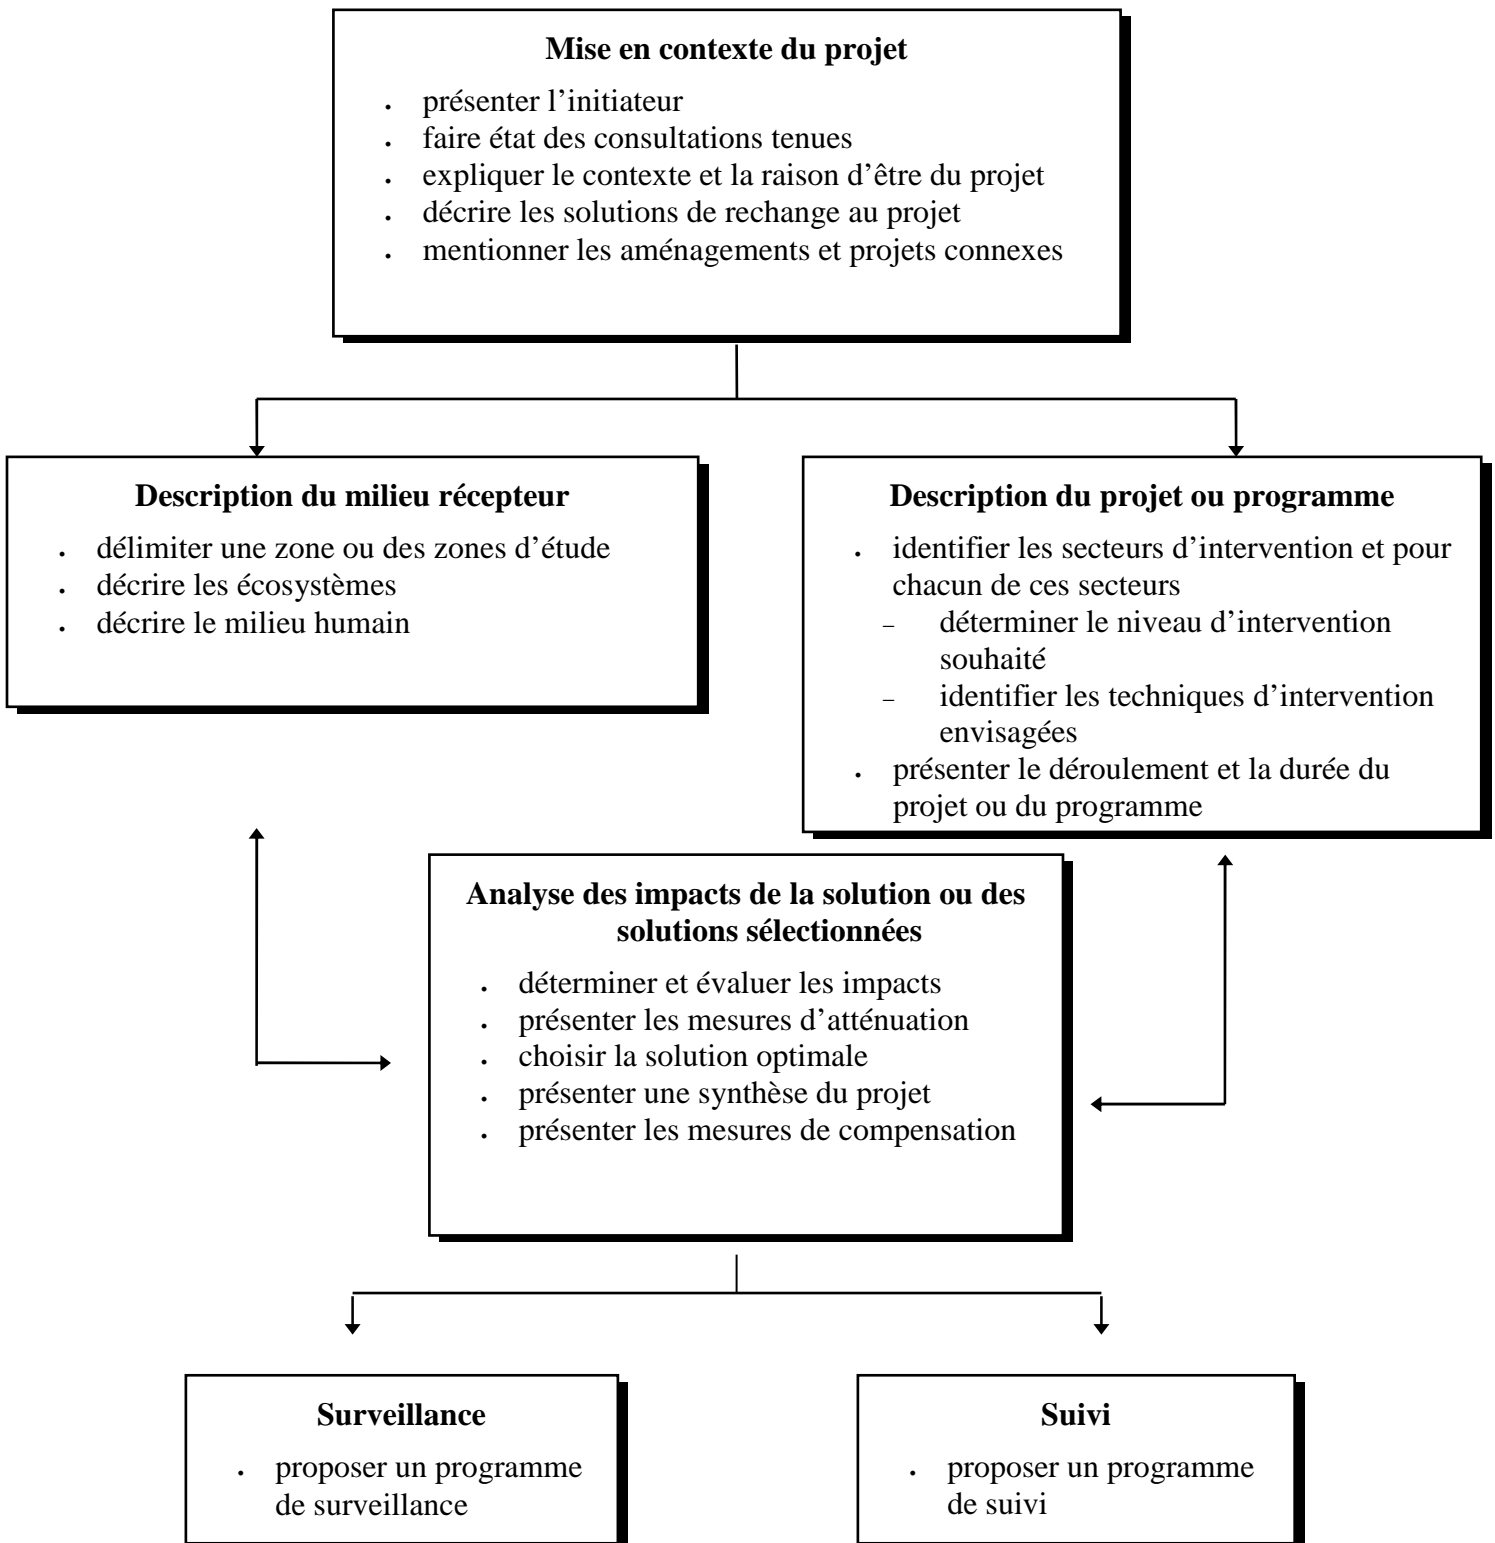 Mise en contexte du projet
. présenter l’initiateur
. faire état des consultations tenues
. expliquer le contexte et la raison d’être du projet
. décrire les solutions de rechange au projet
. mentionner les aménagements et projets connexes
Description du milieu récepteur
. délimiter une zone ou des zones d’étude
. décrire les écosystèmes
. décrire le milieu humain
Description du projet ou programme
. identifier les secteurs d’intervention et pour
chacun de ces secteurs
– déterminer le niveau d’intervention
souhaité
– identifier les techniques d’intervention
envisagées
. présenter le déroulement et la durée du
projet ou du programme
Analyse des impacts de la solution ou des
solutions sélectionnées
. déterminer et évaluer les impacts
. présenter les mesures d’atténuation
. choisir la solution optimale
. présenter une synthèse du projet
. présenter les mesures de compensation
Surveillance
. proposer un programme
de surveillance
Suivi
. proposer un programme
de suivi